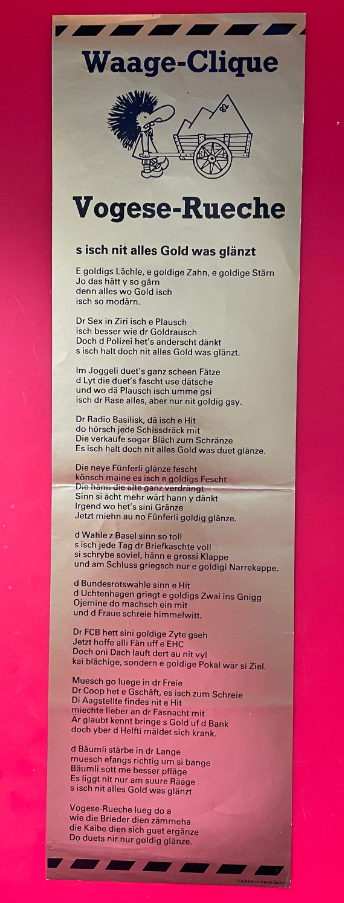 Waage-Clique
Vogese-Rueche
s isch nit alles Gold was glänzt
E goldigs Lächle, e goldige Zahn, e goldige Stärn
Jo das hätt y so gärn
denn alles wo Gold isch
isch so modärn.
Dr Sex in Ziri isch e Plausch
isch besser wie dr Goldrausch
Doch d Polizei het's anderscht dänkt
s isch halt doch nit alles Gold was glänzt.
Im Joggeli duet's ganz scheen Fätze
d Lyt die duet's fascht use dätsche
und wo dä Plausch isch umme gsi
isch dr Rase alles, aber nur nit goldig gsy.
Dr Radio Basilisk, dä isch e Hit
do hörsch jede Schissdräck mit
Die verkaufe sogar Bläch zum Schränze
Es isch halt doch nit alles Gold was duet glänze.
Die neye Fünferli glänze fescht
könsch maine es isch e goldigs Fescht
Die hänn die alte ganz verdrängt
Sinn si ächt mehr wärt hann y dänkt
Irgend wo het's sini Gränze
Jetzt miehn au no Fünferli goldig glänze.
d Wahle z Basel sinn so toll
s isch jede Tag dr Briefkaschte voll
si schrybe soviel, hänn e grossi Klappe
und am Schluss griegsch nur e goldigi Narrekappe.
d Bundesrotswahle sinn e Hit
d Uchtenhagen griegt e goldigs Zwai ins Gnigg
Ojemine do machsch ein mit
und d Fraue schreie himmelwitt.
Dr FCB hett sini goldige Zyte gseh
Jetzt hoffe alli Fän uff e EHC
Doch oni Dach lauft dert au nit vyl
kai blächige, sondern e goldige Pokal wär si Ziel.
Muesch go luege in dr Freie
Dr Coop het e Gschäft, es isch zum Schreie
Di Aagstellte findes nit e Hit
miechte lieber an dr Fasnacht mit
Ar glaubt kennt bringe s Gold uf d Bank
doch yber d Helfti mäldet sich krank.
d Bäumli stärbe in dr Lange
muesch efangs richtig um si bange
Bäumli sott me besser pfläge
Es liggt nit nur am suure Rääge
s isch nit alles Gold was glänzt
Vogese-Rueche lueg do a
wie die Brieder dien zämmeha
die Kaibe dien sich guet ergänze
Do duets nir nur goldig glänze.